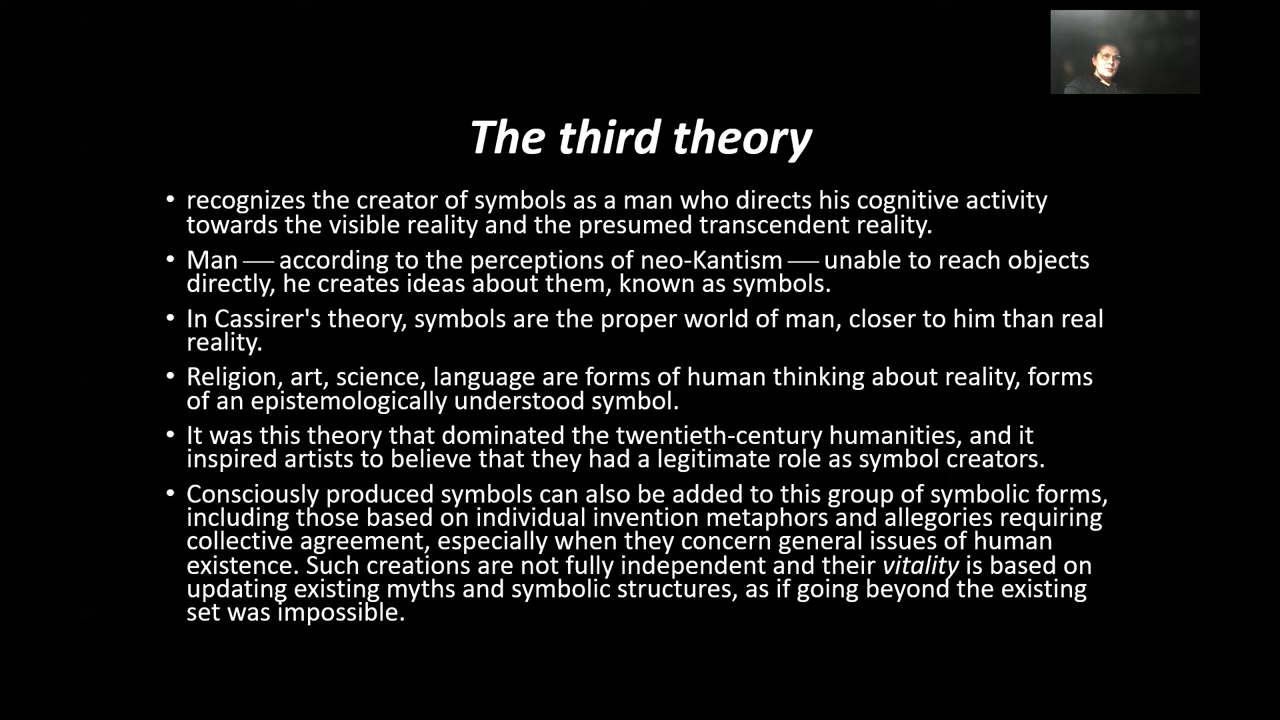 The third theory
• recognizes the creator of symbols as a man who directs his cognitive activity
towards the visible reality and the presumed transcendent reality.
• Man — according to the perceptions of neo-Kantism — unable to reach objects
directly, he creates ideas about them, known as symbols.
• In Cassirer's theory, symbols are the proper world of man, closer to him than real
reality.
• Religion, art, science, language are forms of human thinking about reality, forms
of an epistemologically understood symbol.
• It was this theory that dominated the twentieth-century humanities, and it
inspired artists to believe that they had a legitimate role as symbol creators.
• Consciously produced symbols can also be added to this group of symbolic forms,
including those based on individual invention metaphors and allegories requiring
collective agreement, especially when they concern general issues of human
existence. Such creations are not fully independent and their vitality is based on
updating existing myths and symbolic structures, as if going beyond the existing
set was impossible.